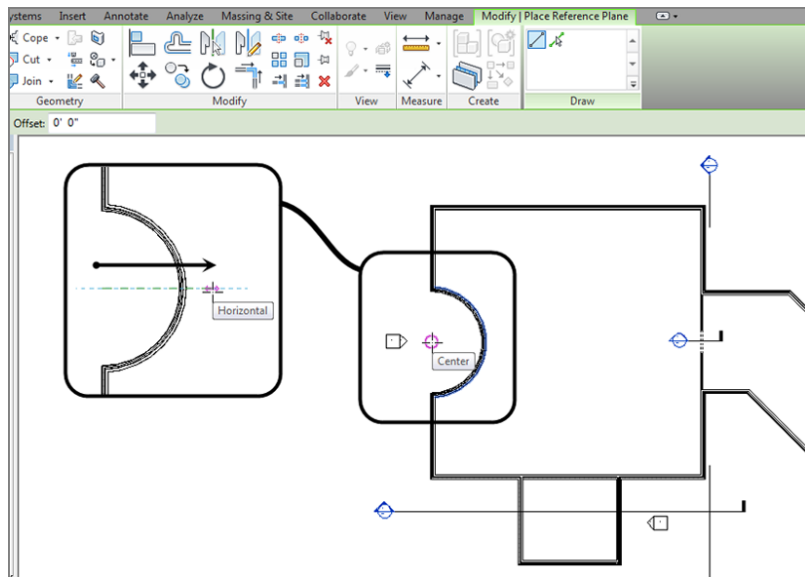 ystems Insert Annotate Analyze Massing & Site Collaborate View Manage Modify | Place Reference Plane
Cope
Cut
Join
Geometry Modify View Measure Create Draw
Offset: 0' 0"
Horizontal
Center